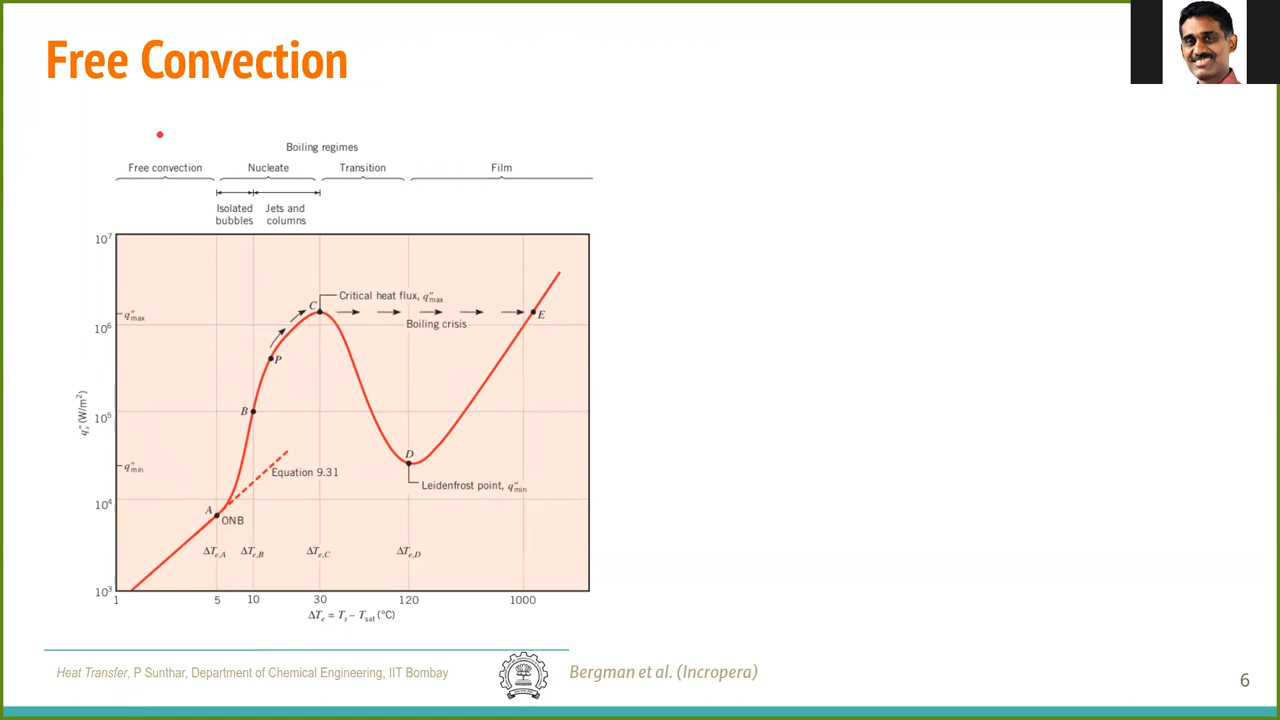 Free Convection
Boiling regimes
Free convection
Nucleate
Transition
Film
Isolated bubbles
Jets and columns
10⁷
q″max
10⁶
10⁵
q″min
10⁴
10³
q″s (W/m²)
C
Critical heat flux, q″max
Boiling crisis
E
P
B
D
Equation 9.31
Leidenfrost point, q″min
A
ONB
ΔTe,A
ΔTe,B
ΔTe,C
ΔTe,D
1
5
10
30
120
1000
ΔTe = Ts − Tsat (°C)
Heat Transfer, P Sunthar, Department of Chemical Engineering, IIT Bombay
Bergman et al. (Incropera)
6